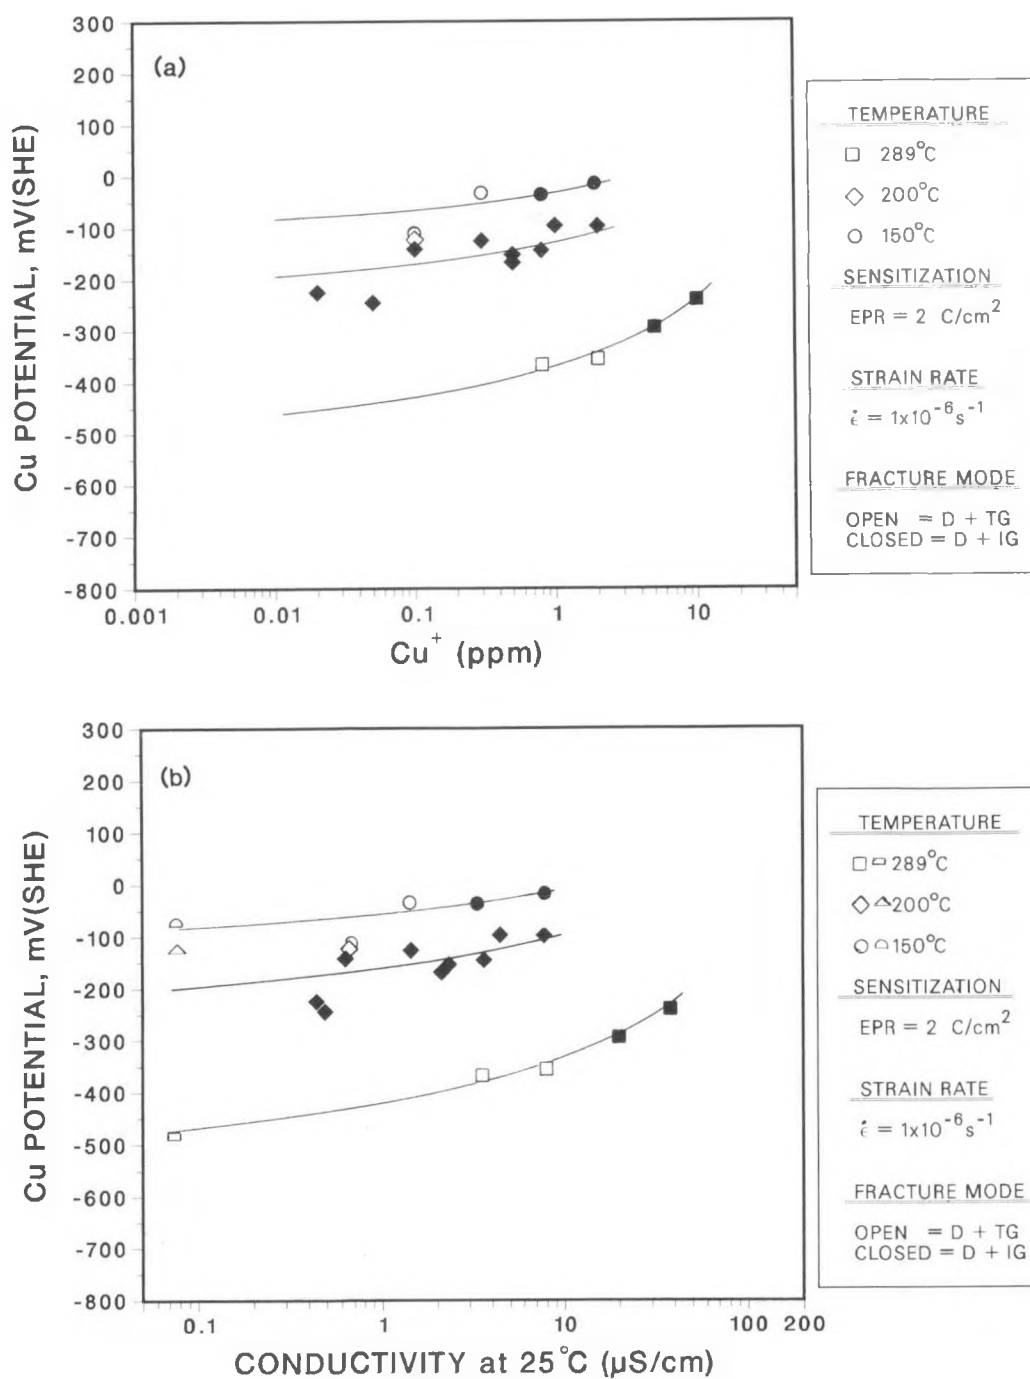 300
200
100
0
-100
-200
-300
-400
-500
-600
-700
-800
Cu POTENTIAL, mV(SHE)
(a)
0.001
0.01
0.1
1
10
Cu+ (ppm)
TEMPERATURE
289°C
200°C
150°C
SENSITIZATION
EPR = 2 C/cm²
STRAIN RATE
ε̇ = 1x10⁻⁶s⁻¹
FRACTURE MODE
OPEN = D + TG
CLOSED = D + IG
300
200
100
0
-100
-200
-300
-400
-500
-600
-700
-800
Cu POTENTIAL, mV(SHE)
(b)
0.1
1
10
100
200
CONDUCTIVITY at 25°C (µS/cm)
TEMPERATURE
289°C
200°C
150°C
SENSITIZATION
EPR = 2 C/cm²
STRAIN RATE
ε̇ = 1x10⁻⁶s⁻¹
FRACTURE MODE
OPEN = D + TG
CLOSED = D + IG